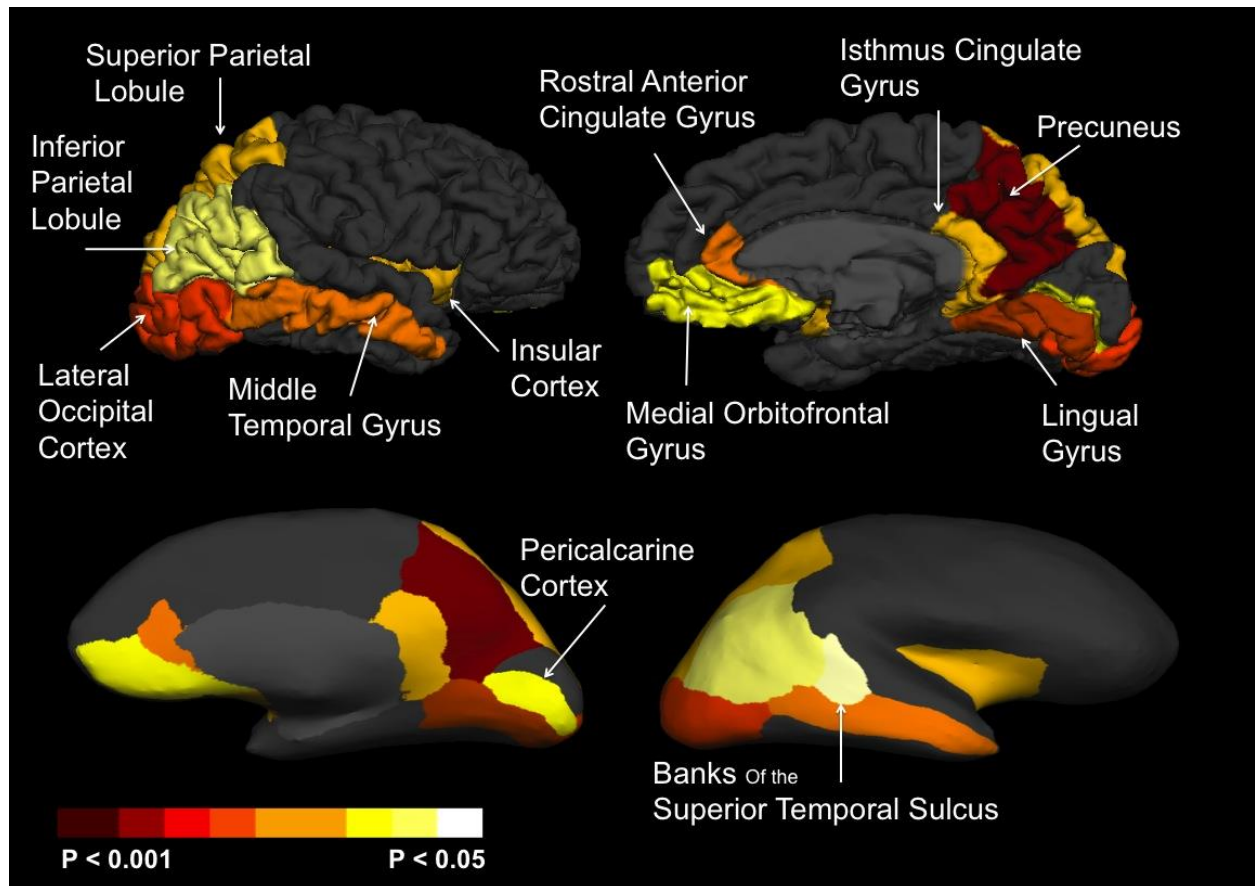 Superior Parietal
Lobule
Inferior
Parietal
Lobule
Lateral
Occipital
Cortex
Middle
Temporal Gyrus
Insular
Cortex
Rostral Anterior
Cingulate Gyrus
Isthmus Cingulate
Gyrus
Precuneus
Medial Orbitofrontal
Gyrus
Lingual
Gyrus
Pericalcarine
Cortex
Banks Of the
Superior Temporal Sulcus
P < 0.001
P < 0.05